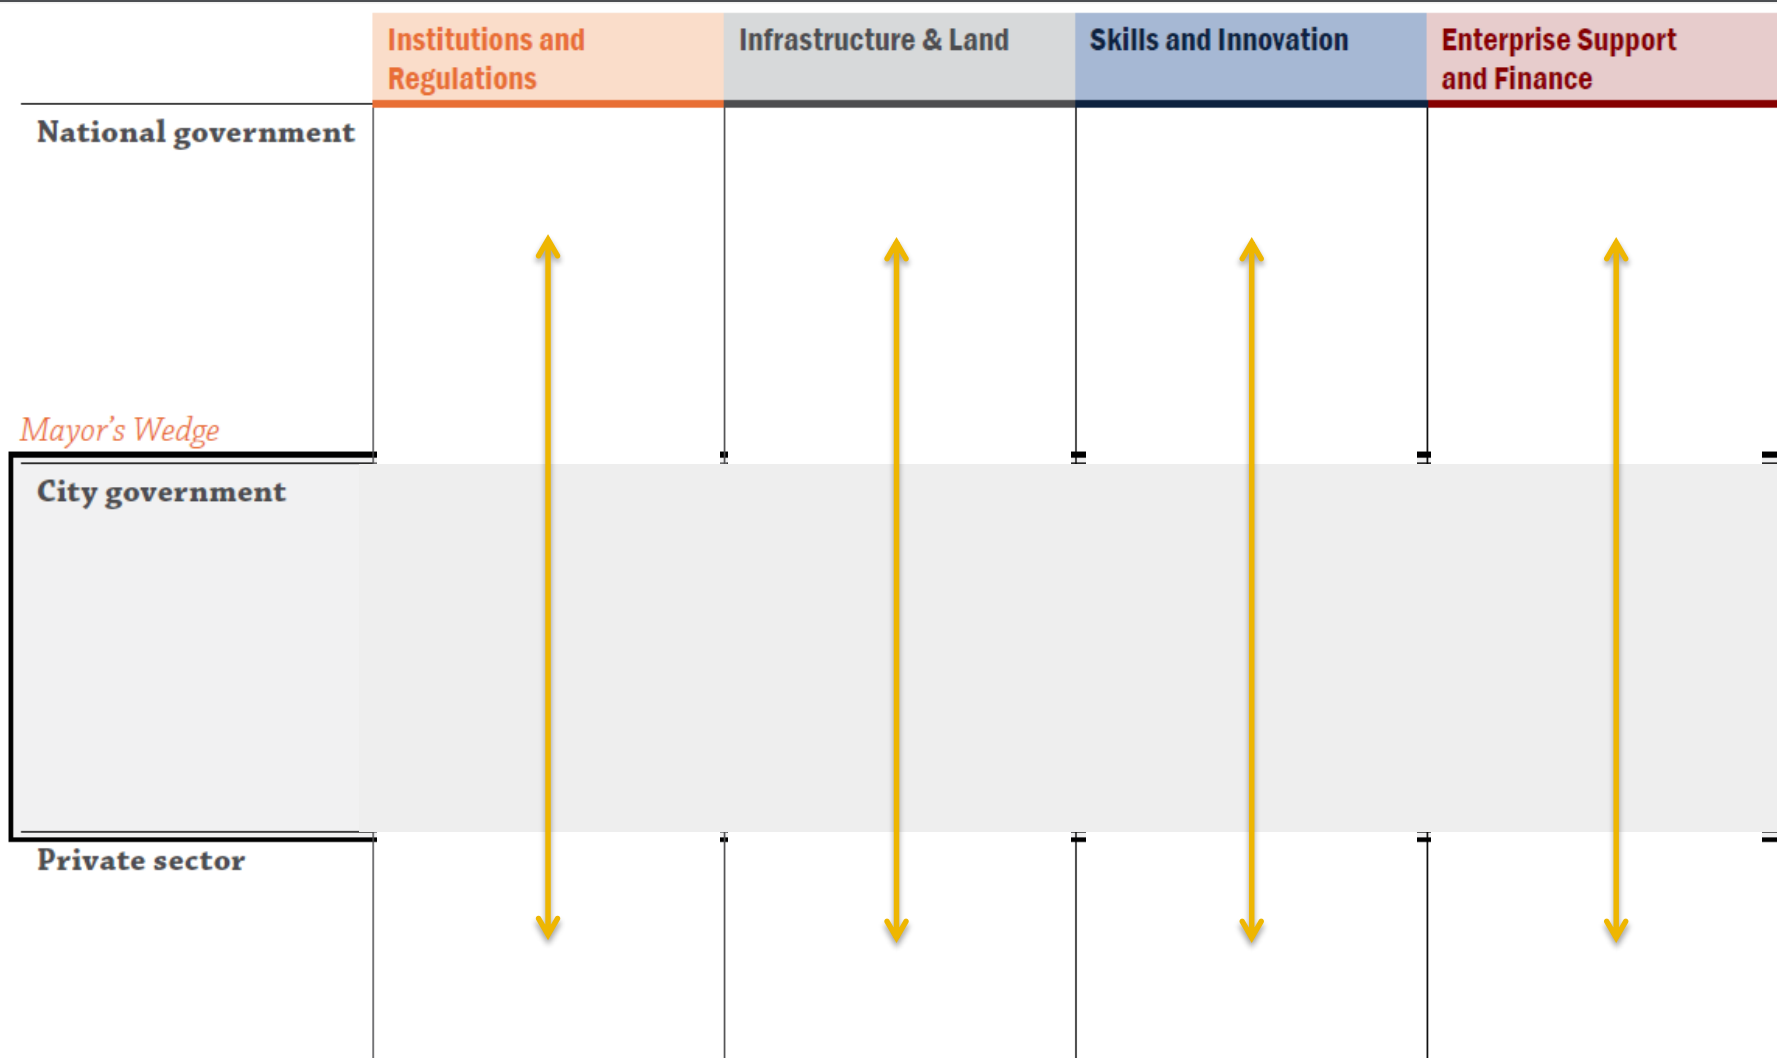 Institutions and
Regulations
Infrastructure & Land
Skills and Innovation
Enterprise Support
and Finance
National government
Mayor’s Wedge
City government
Private sector